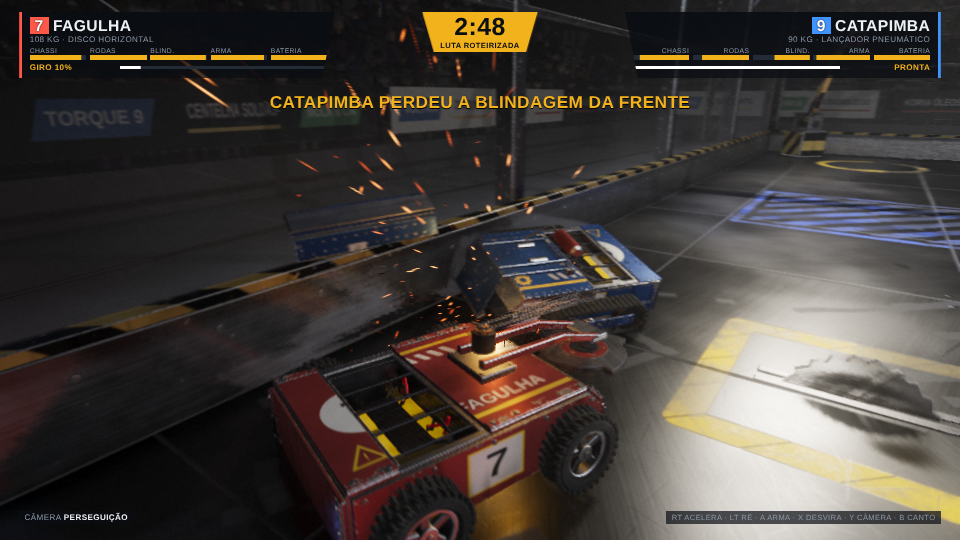 7 FAGULHA
108 KG · DISCO HORIZONTAL
CHASSI RODAS BLIND. ARMA BATERIA
GIRO 10%
2:48
LUTA ROTEIRIZADA
9 CATAPIMBA
90 KG · LANÇADOR PNEUMÁTICO
CHASSI RODAS BLIND. ARMA BATERIA
PRONTA
CATAPIMBA PERDEU A BLINDAGEM DA FRENTE
TORQUE 9
FAGULHA
7
CÂMERA PERSEGUIÇÃO
RT ACELERA · LT RÉ · A ARMA · X DESVIRA · Y CÂMERA · B CANTO